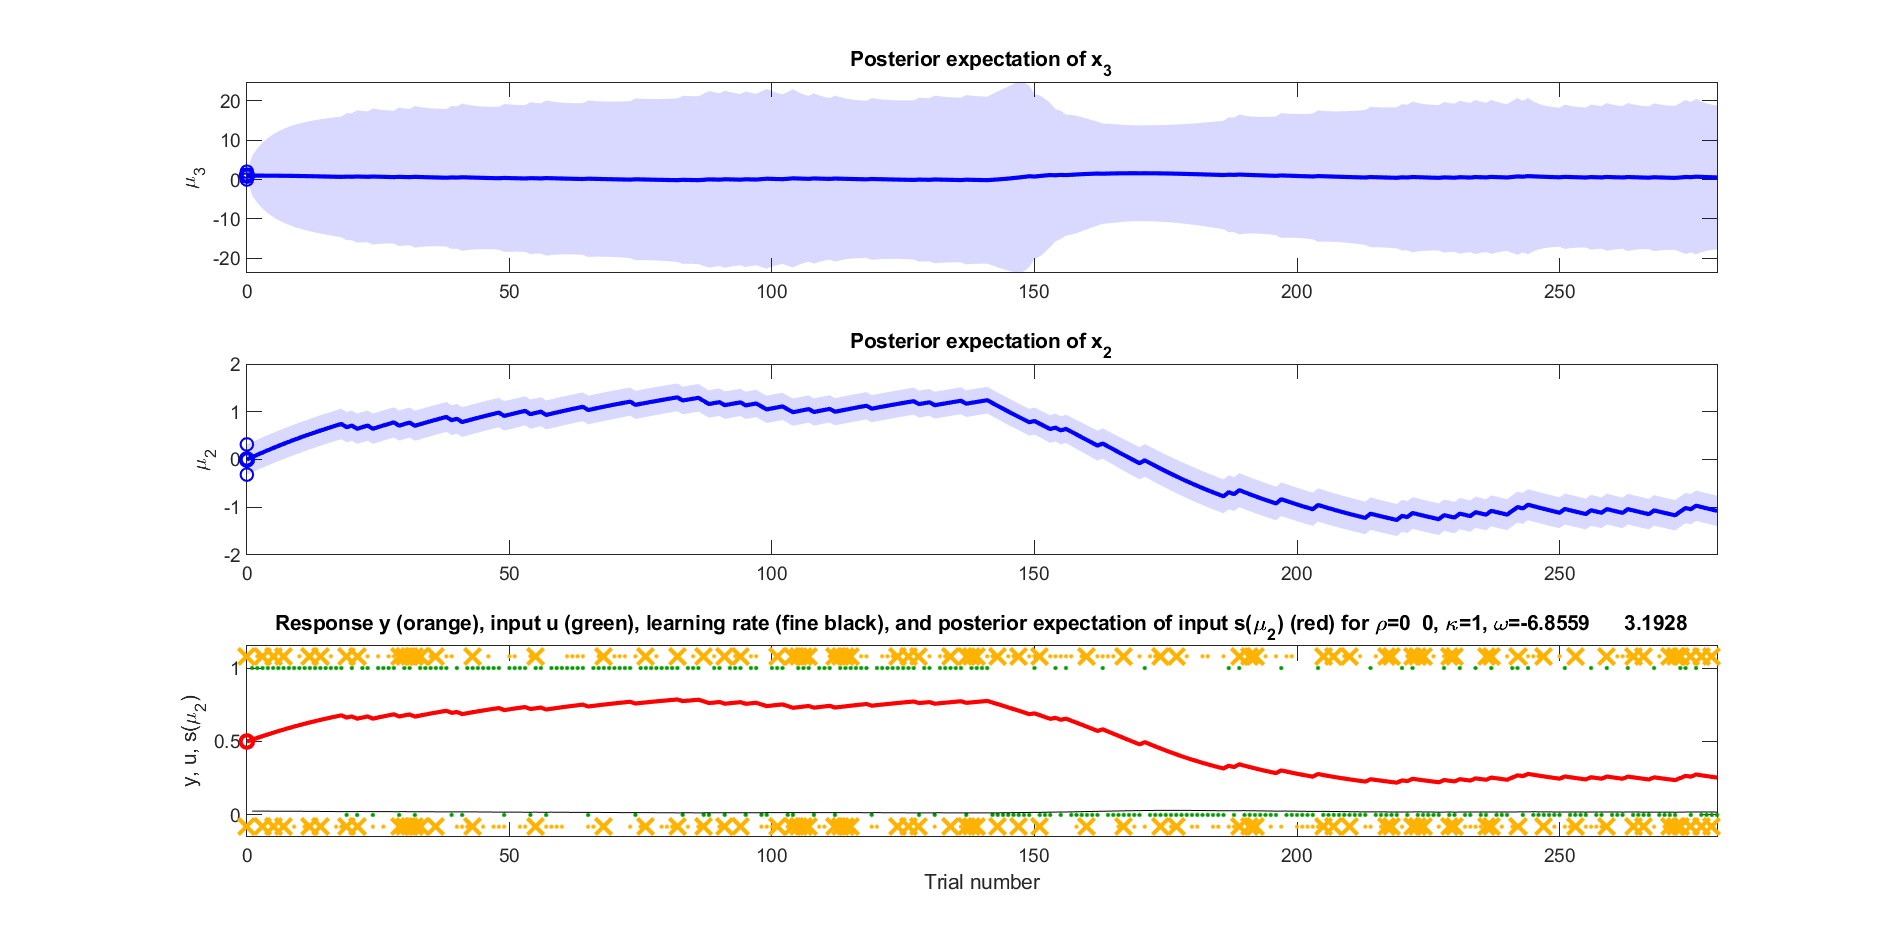 Posterior expectation of x₃
20
10
0
-10
-20
μ₃
0 50 100 150 200 250
Posterior expectation of x₂
2
1
0
-1
-2
μ₂
0 50 100 150 200 250
Response y (orange), input u (green), learning rate (fine black), and posterior expectation of input s(μ₂) (red) for ρ=0 0, κ=1, ω=-6.8559 3.1928
1
0.5
0
y, u, s(μ₂)
0 50 100 150 200 250
Trial number